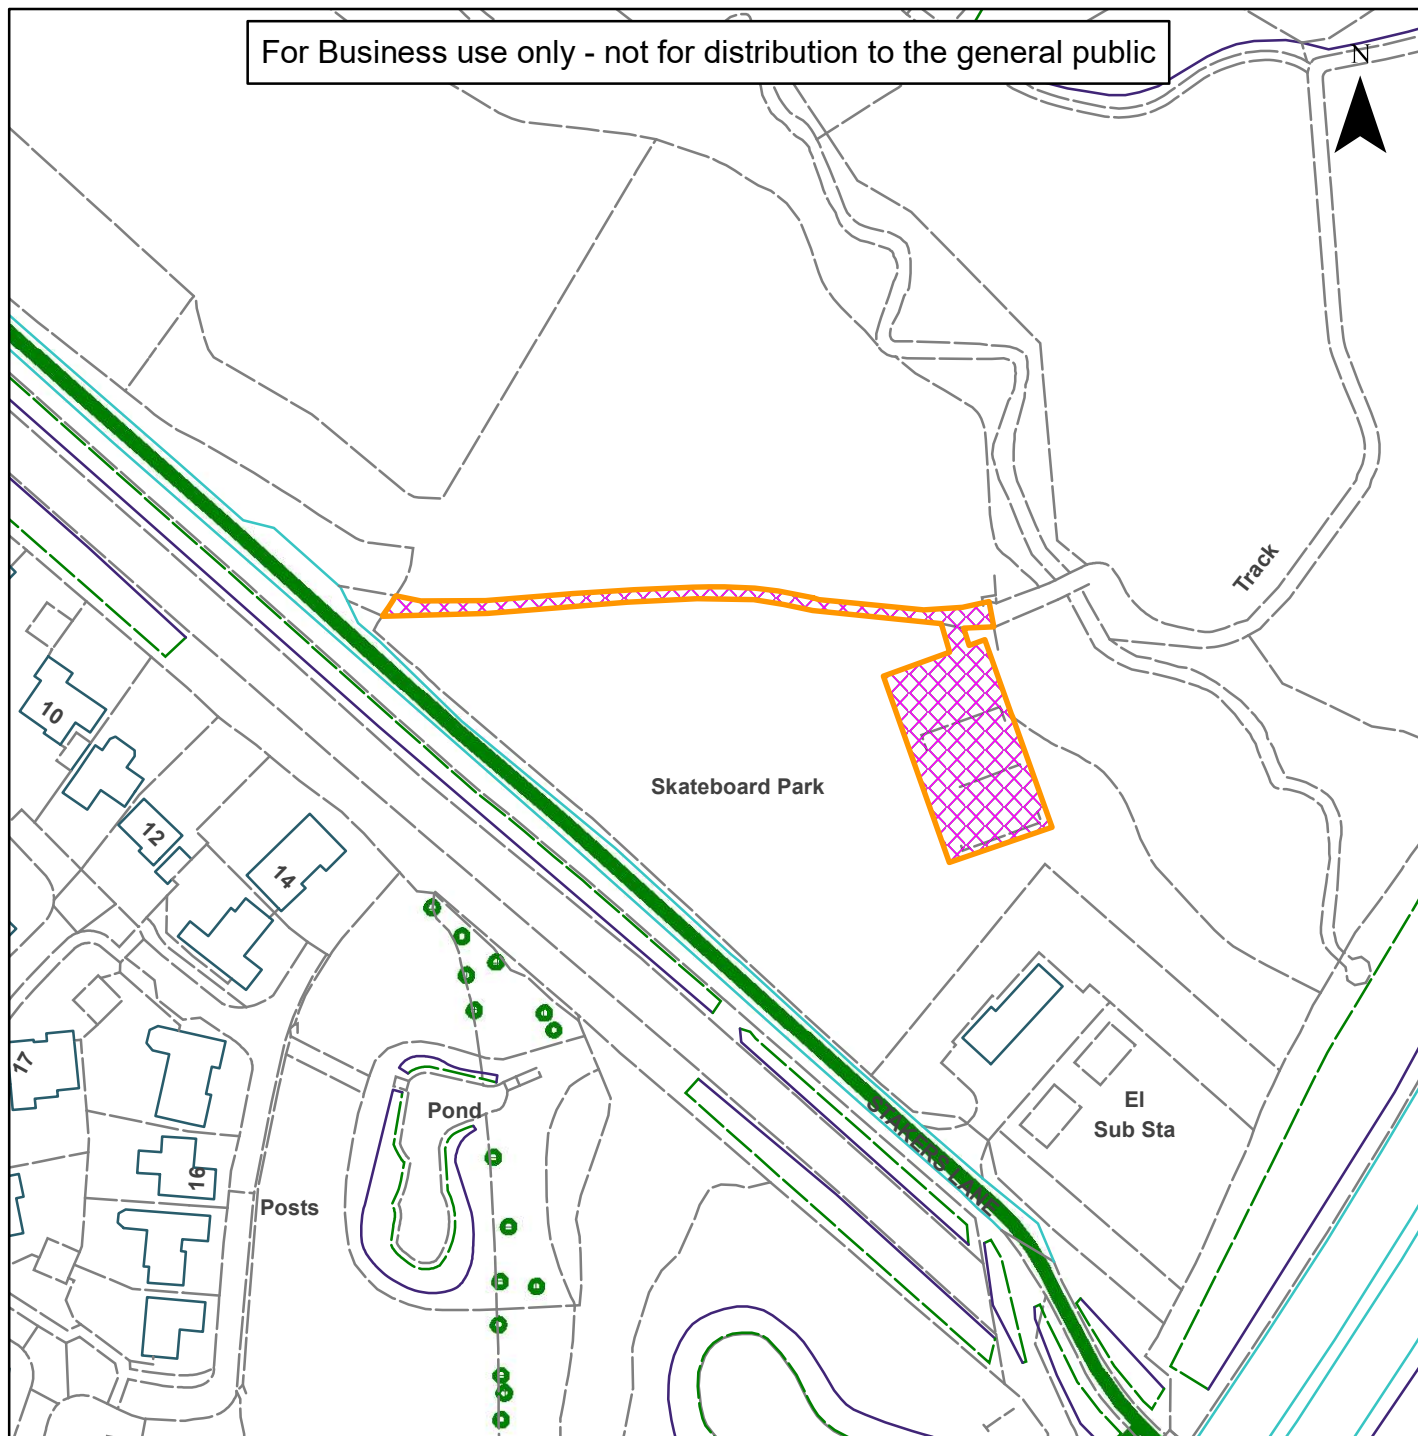 For Business use only - not for distribution to the general public
N
Track
10
Skateboard Park
12
14
17
Pond
El
Sub Sta
STAKERS LANE
16
Posts